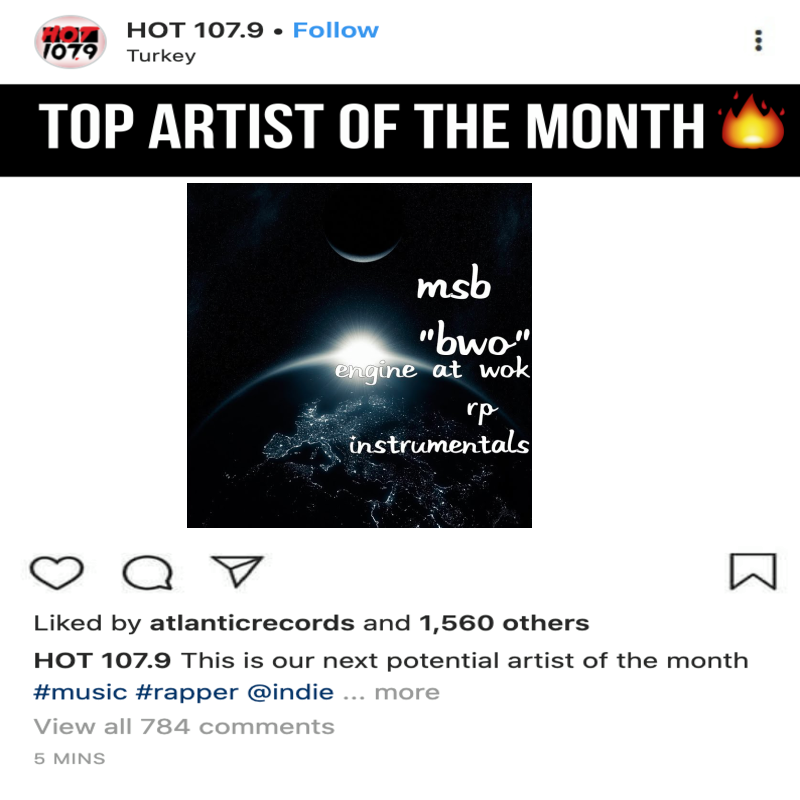 HOT 107.9 • Follow
HOT
107.9
Turkey
TOP ARTIST OF THE MONTH 🔥
msb
"bwo"
engine at wok
rp
instrumentals
Liked by atlanticrecords and 1,560 others
HOT 107.9 This is our next potential artist of the month
#music #rapper @indie ... more
View all 784 comments
5 MINS